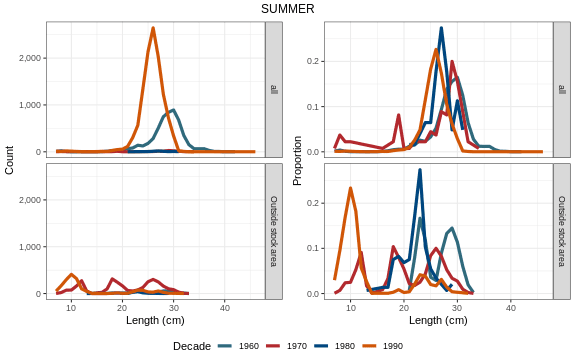 SUMMER
Count
2,000
1,000
0
all
2,000
1,000
0
Outside stock area
10 20 30 40
Length (cm)
Proportion
0.2
0.1
0.0
all
0.2
0.1
0.0
Outside stock area
10 20 30 40
Length (cm)
Decade 1960 1970 1980 1990